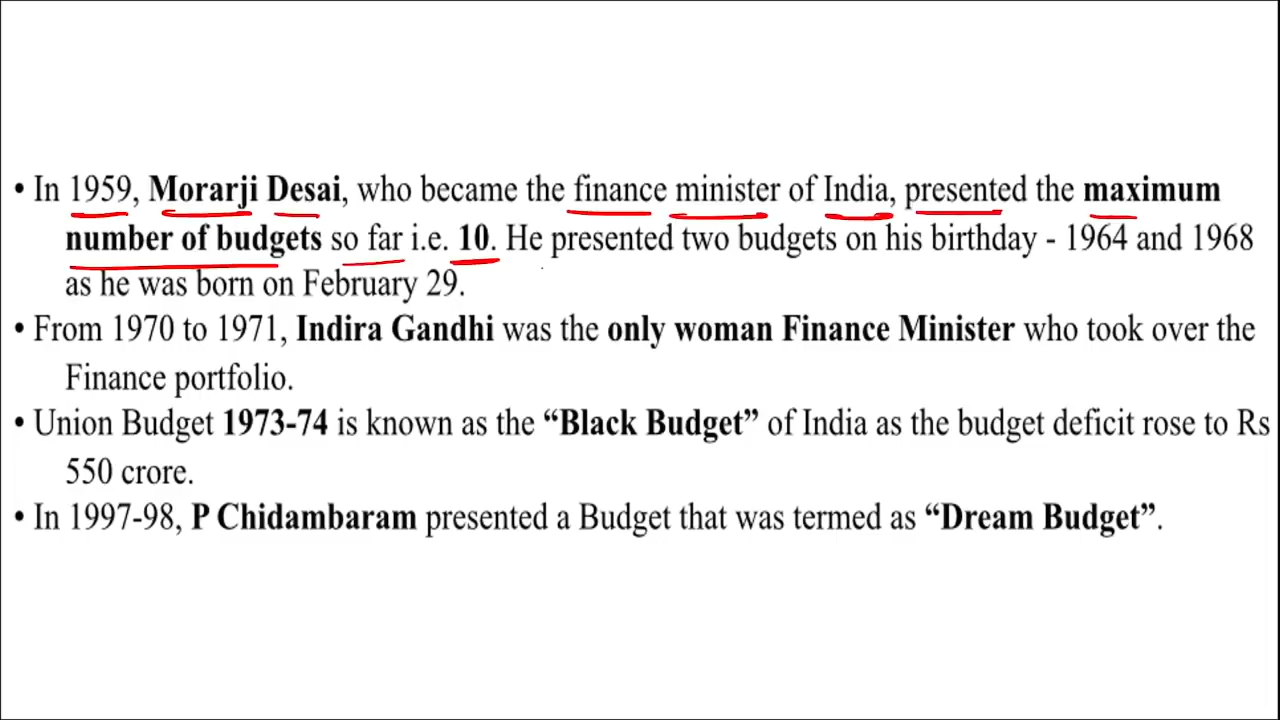 • In 1959, Morarji Desai, who became the finance minister of India, presented the maximum
number of budgets so far i.e. 10. He presented two budgets on his birthday - 1964 and 1968
as he was born on February 29.
• From 1970 to 1971, Indira Gandhi was the only woman Finance Minister who took over the
Finance portfolio.
• Union Budget 1973-74 is known as the “Black Budget” of India as the budget deficit rose to Rs
550 crore.
• In 1997-98, P Chidambaram presented a Budget that was termed as “Dream Budget”.